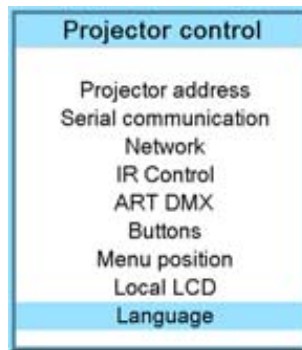 Projector control
Projector address
Serial communication
Network
IR Control
ART DMX
Buttons
Menu position
Local LCD
Language